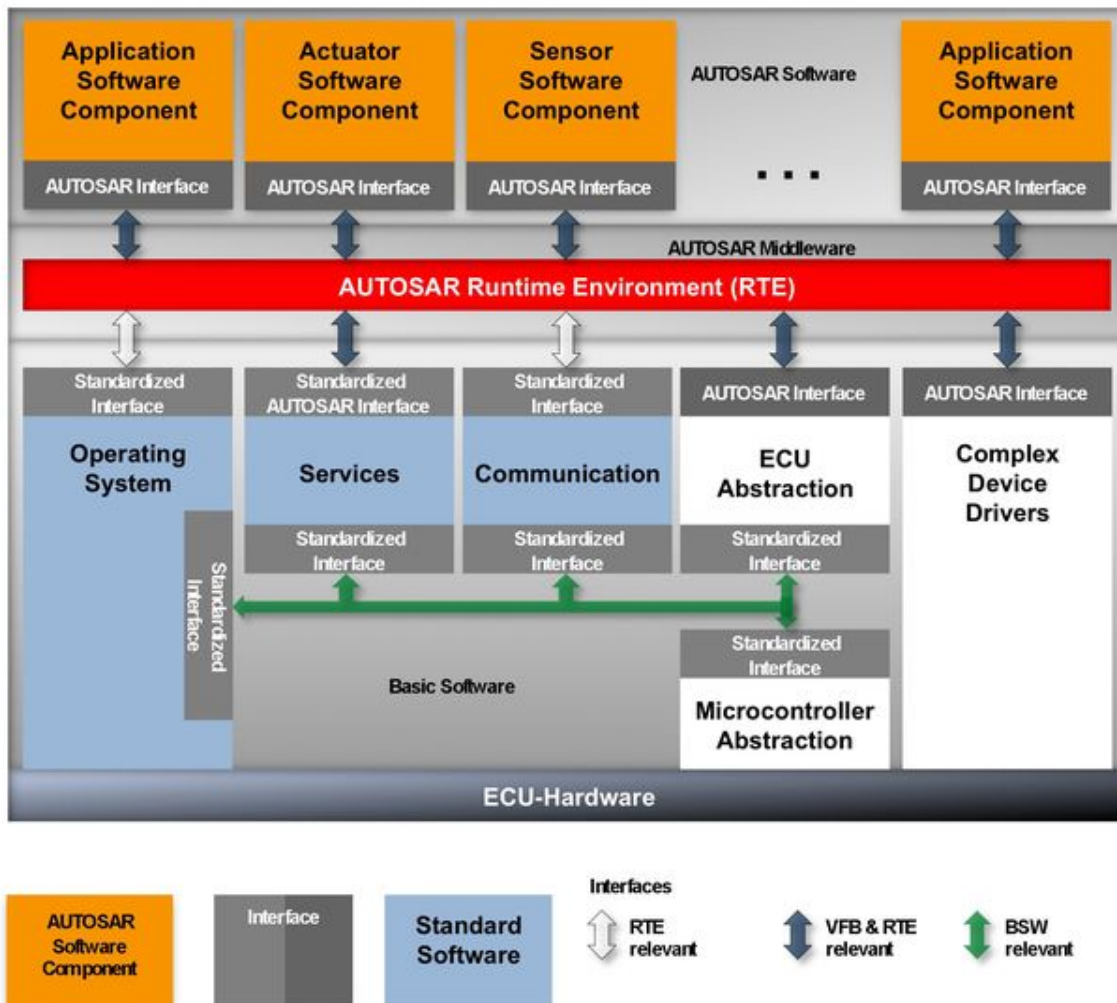 Application
Software
Component
AUTOSAR Interface
Actuator
Software
Component
AUTOSAR Interface
Sensor
Software
Component
AUTOSAR Interface
AUTOSAR Software
...
Application
Software
Component
AUTOSAR Interface
AUTOSAR Middleware
AUTOSAR Runtime Environment (RTE)
Standardized
Interface
Operating
System
Standardized
Interface
Standardized
AUTOSAR Interface
Services
Standardized
Interface
Standardized
Interface
Communication
Standardized
Interface
AUTOSAR Interface
ECU
Abstraction
Standardized
Interface
Standardized
Interface
Microcontroller
Abstraction
AUTOSAR Interface
Complex
Device
Drivers
Basic Software
ECU-Hardware
AUTOSAR
Software
Component
Interface
Standard
Software
Interfaces
RTE
relevant
VFB & RTE
relevant
BSW
relevant